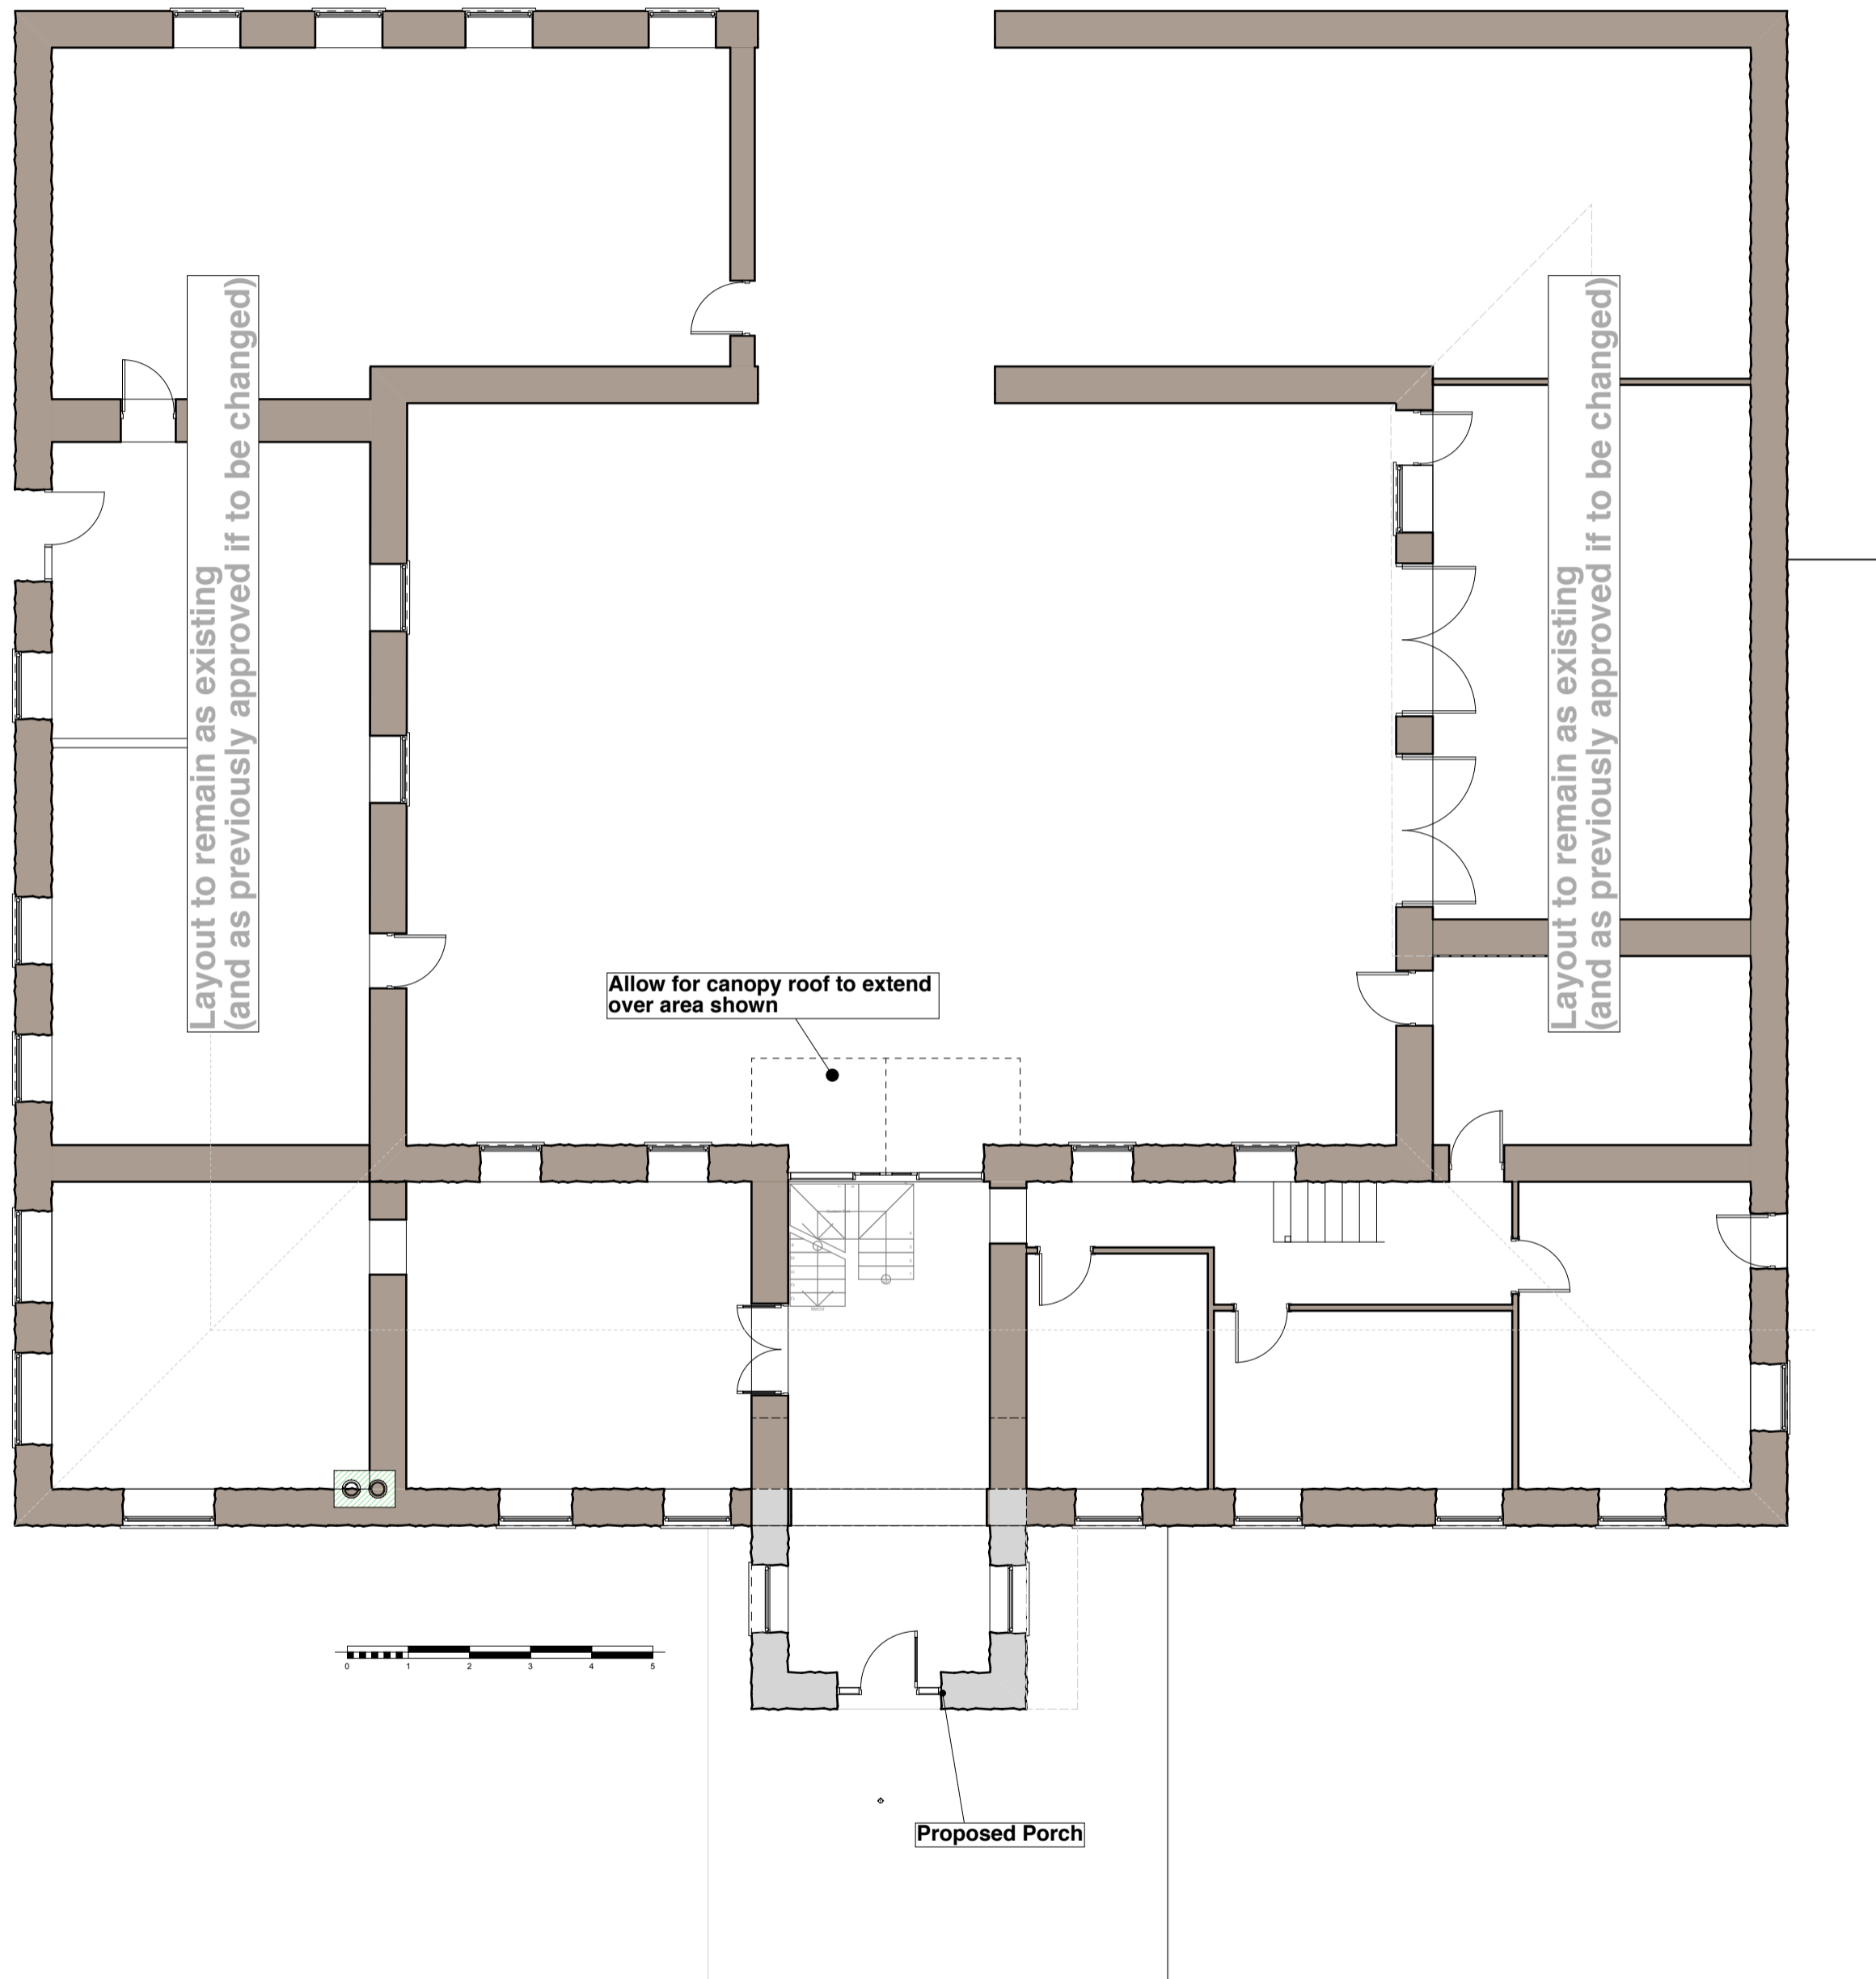 Layout to remain as existing
(and as previously approved if to be changed)
Layout to remain as existing
(and as previously approved if to be changed)
Allow for canopy roof to extend
over area shown
0 1 2 3 4 5
Proposed Porch